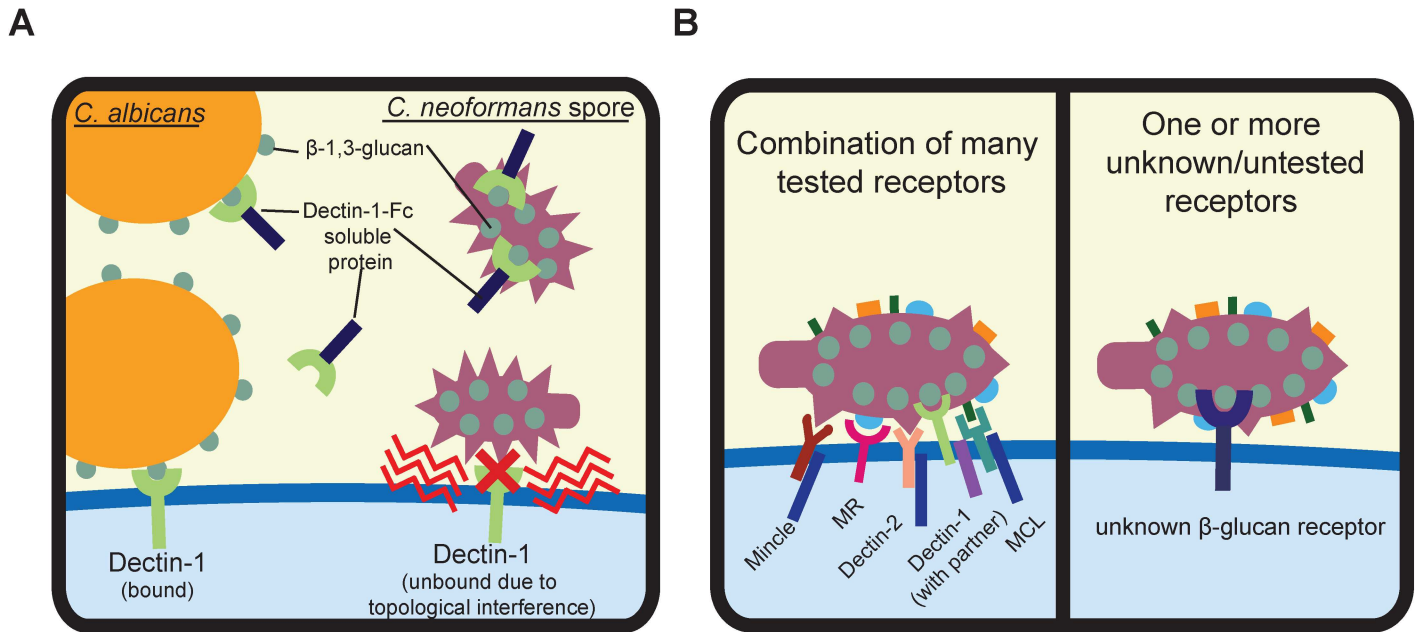 A
C. albicans
C. neoformans spore
β-1,3-glucan
Dectin-1-Fc
soluble
protein
Dectin-1
(bound)
Dectin-1
(unbound due to
topological interference)
B
Combination of many
tested receptors
Mincle
MR
Dectin-2
Dectin-1
(with partner)
MCL
One or more
unknown/untested
receptors
unknown β-glucan receptor